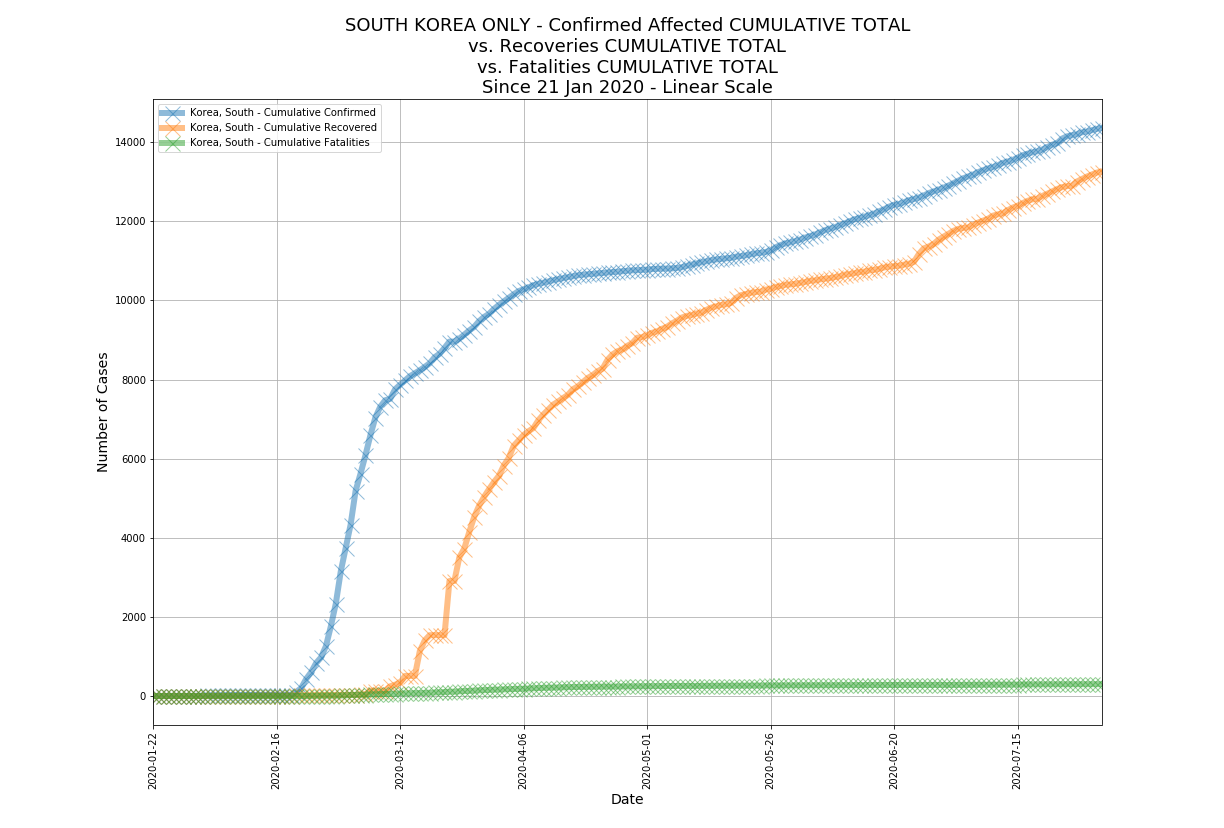 SOUTH KOREA ONLY - Confirmed Affected CUMULATIVE TOTAL
vs. Recoveries CUMULATIVE TOTAL
vs. Fatalities CUMULATIVE TOTAL
Since 21 Jan 2020 - Linear Scale
Korea, South - Cumulative Confirmed
Korea, South - Cumulative Recovered
Korea, South - Cumulative Fatalities
Number of Cases
14000
12000
10000
8000
6000
4000
2000
0
2020-01-22
2020-02-16
2020-03-12
2020-04-06
2020-05-01
2020-05-26
2020-06-20
2020-07-15
Date